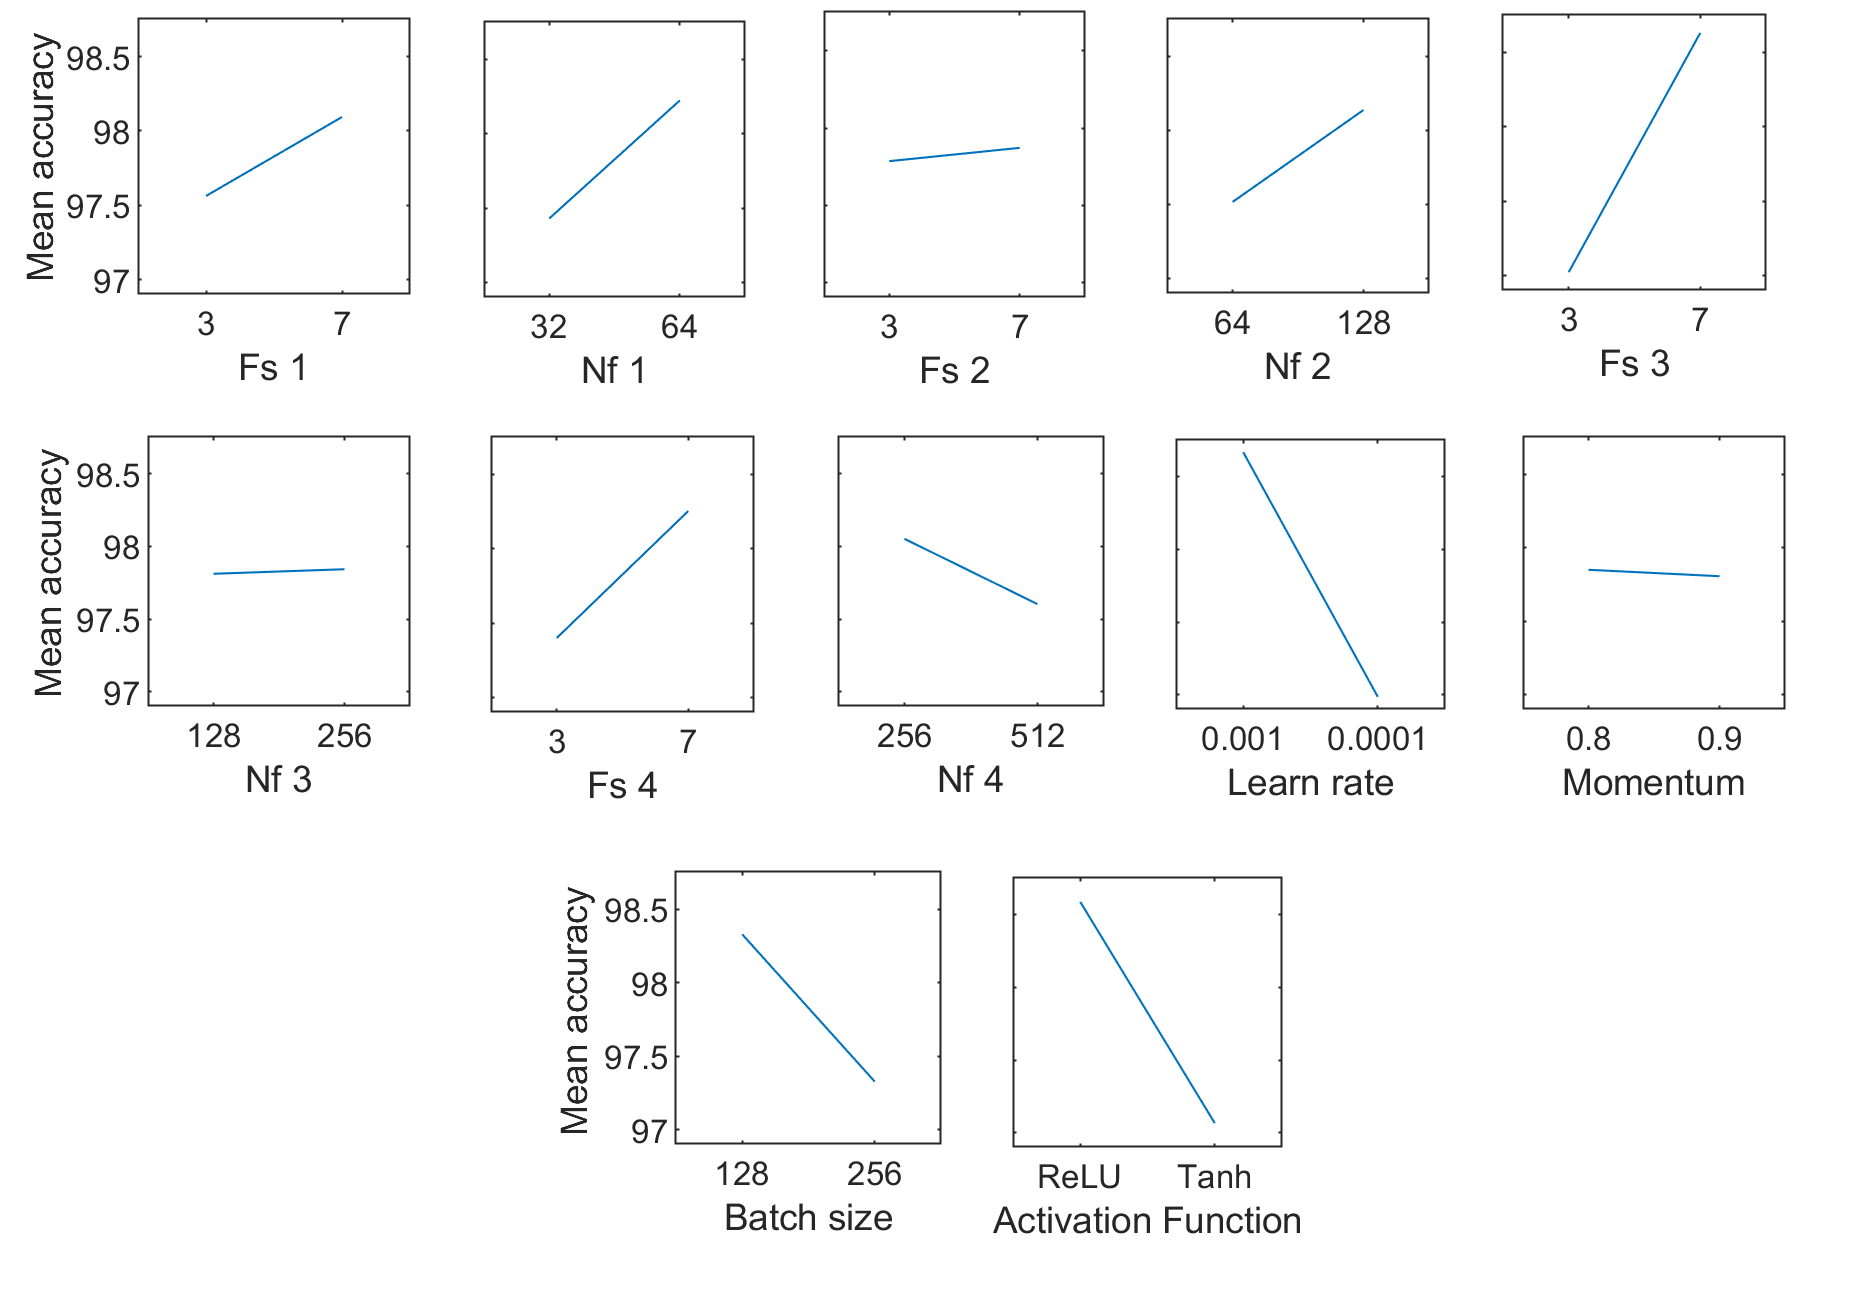 Mean accuracy
98.5
98
97.5
97
3 7
Fs 1
32 64
Nf 1
3 7
Fs 2
64 128
Nf 2
3 7
Fs 3
Mean accuracy
98.5
98
97.5
97
128 256
Nf 3
3 7
Fs 4
256 512
Nf 4
0.001 0.0001
Learn rate
0.8 0.9
Momentum
Mean accuracy
98.5
98
97.5
97
128 256
Batch size
ReLU Tanh
Activation Function